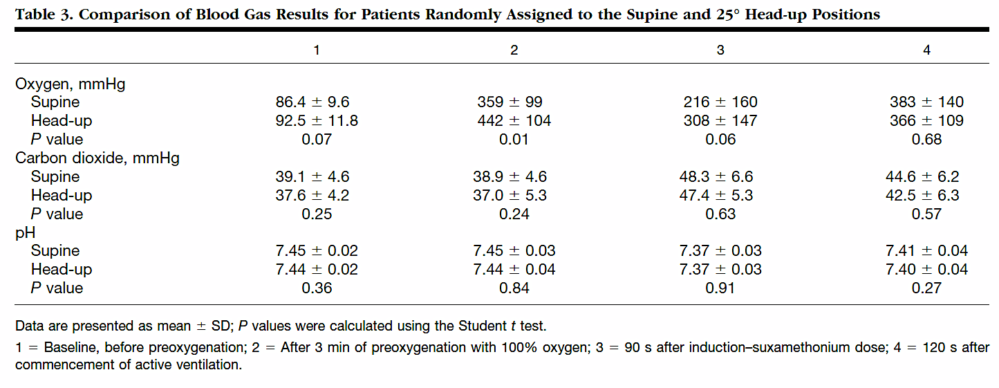 Table 3. Comparison of Blood Gas Results for Patients Randomly Assigned to the Supine and 25° Head-up Positions
1 2 3 4
Oxygen, mmHg
Supine 86.4 ± 9.6 359 ± 99 216 ± 160 383 ± 140
Head-up 92.5 ± 11.8 442 ± 104 308 ± 147 366 ± 109
P value 0.07 0.01 0.06 0.68
Carbon dioxide, mmHg
Supine 39.1 ± 4.6 38.9 ± 4.6 48.3 ± 6.6 44.6 ± 6.2
Head-up 37.6 ± 4.2 37.0 ± 5.3 47.4 ± 5.3 42.5 ± 6.3
P value 0.25 0.24 0.63 0.57
pH
Supine 7.45 ± 0.02 7.45 ± 0.03 7.37 ± 0.03 7.41 ± 0.04
Head-up 7.44 ± 0.02 7.44 ± 0.04 7.37 ± 0.03 7.40 ± 0.04
P value 0.36 0.84 0.91 0.27
Data are presented as mean ± SD; P values were calculated using the Student t test.
1 = Baseline, before preoxygenation; 2 = After 3 min of preoxygenation with 100% oxygen; 3 = 90 s after induction–suxamethonium dose; 4 = 120 s after
commencement of active ventilation.